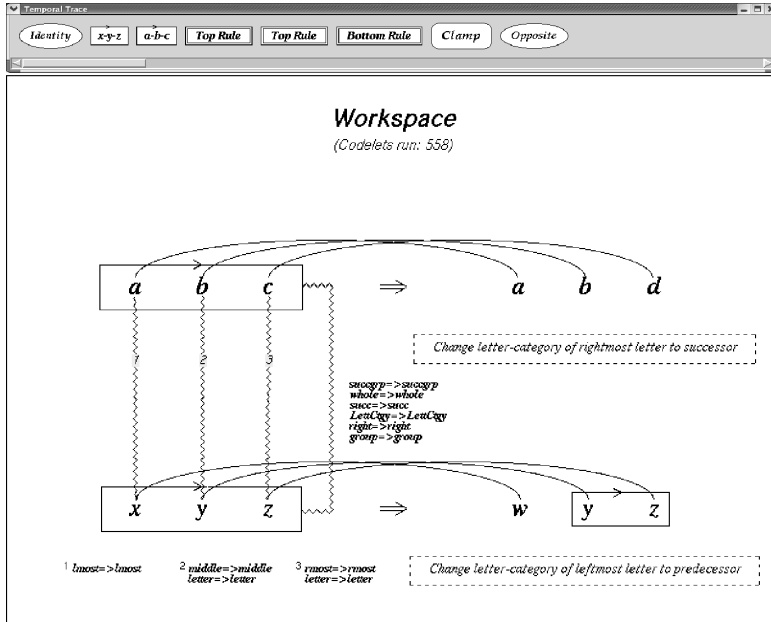 Temporal Trace
Identity x-y-z a-b-c Top Rule Top Rule Bottom Rule Clamp Opposite
Workspace
(Codelets run: 558)
a b c ⇒ a b d
Change letter-category of rightmost letter to successor
1 2 3
succgrp=>succgrp
whole=>whole
succ=>succ
LettCtgy=>LettCtgy
right=>right
group=>group
x y z ⇒ w y z
1 lmost=>lmost 2 middle=>middle 3 rmost=>rmost
letter=>letter letter=>letter
Change letter-category of leftmost letter to predecessor